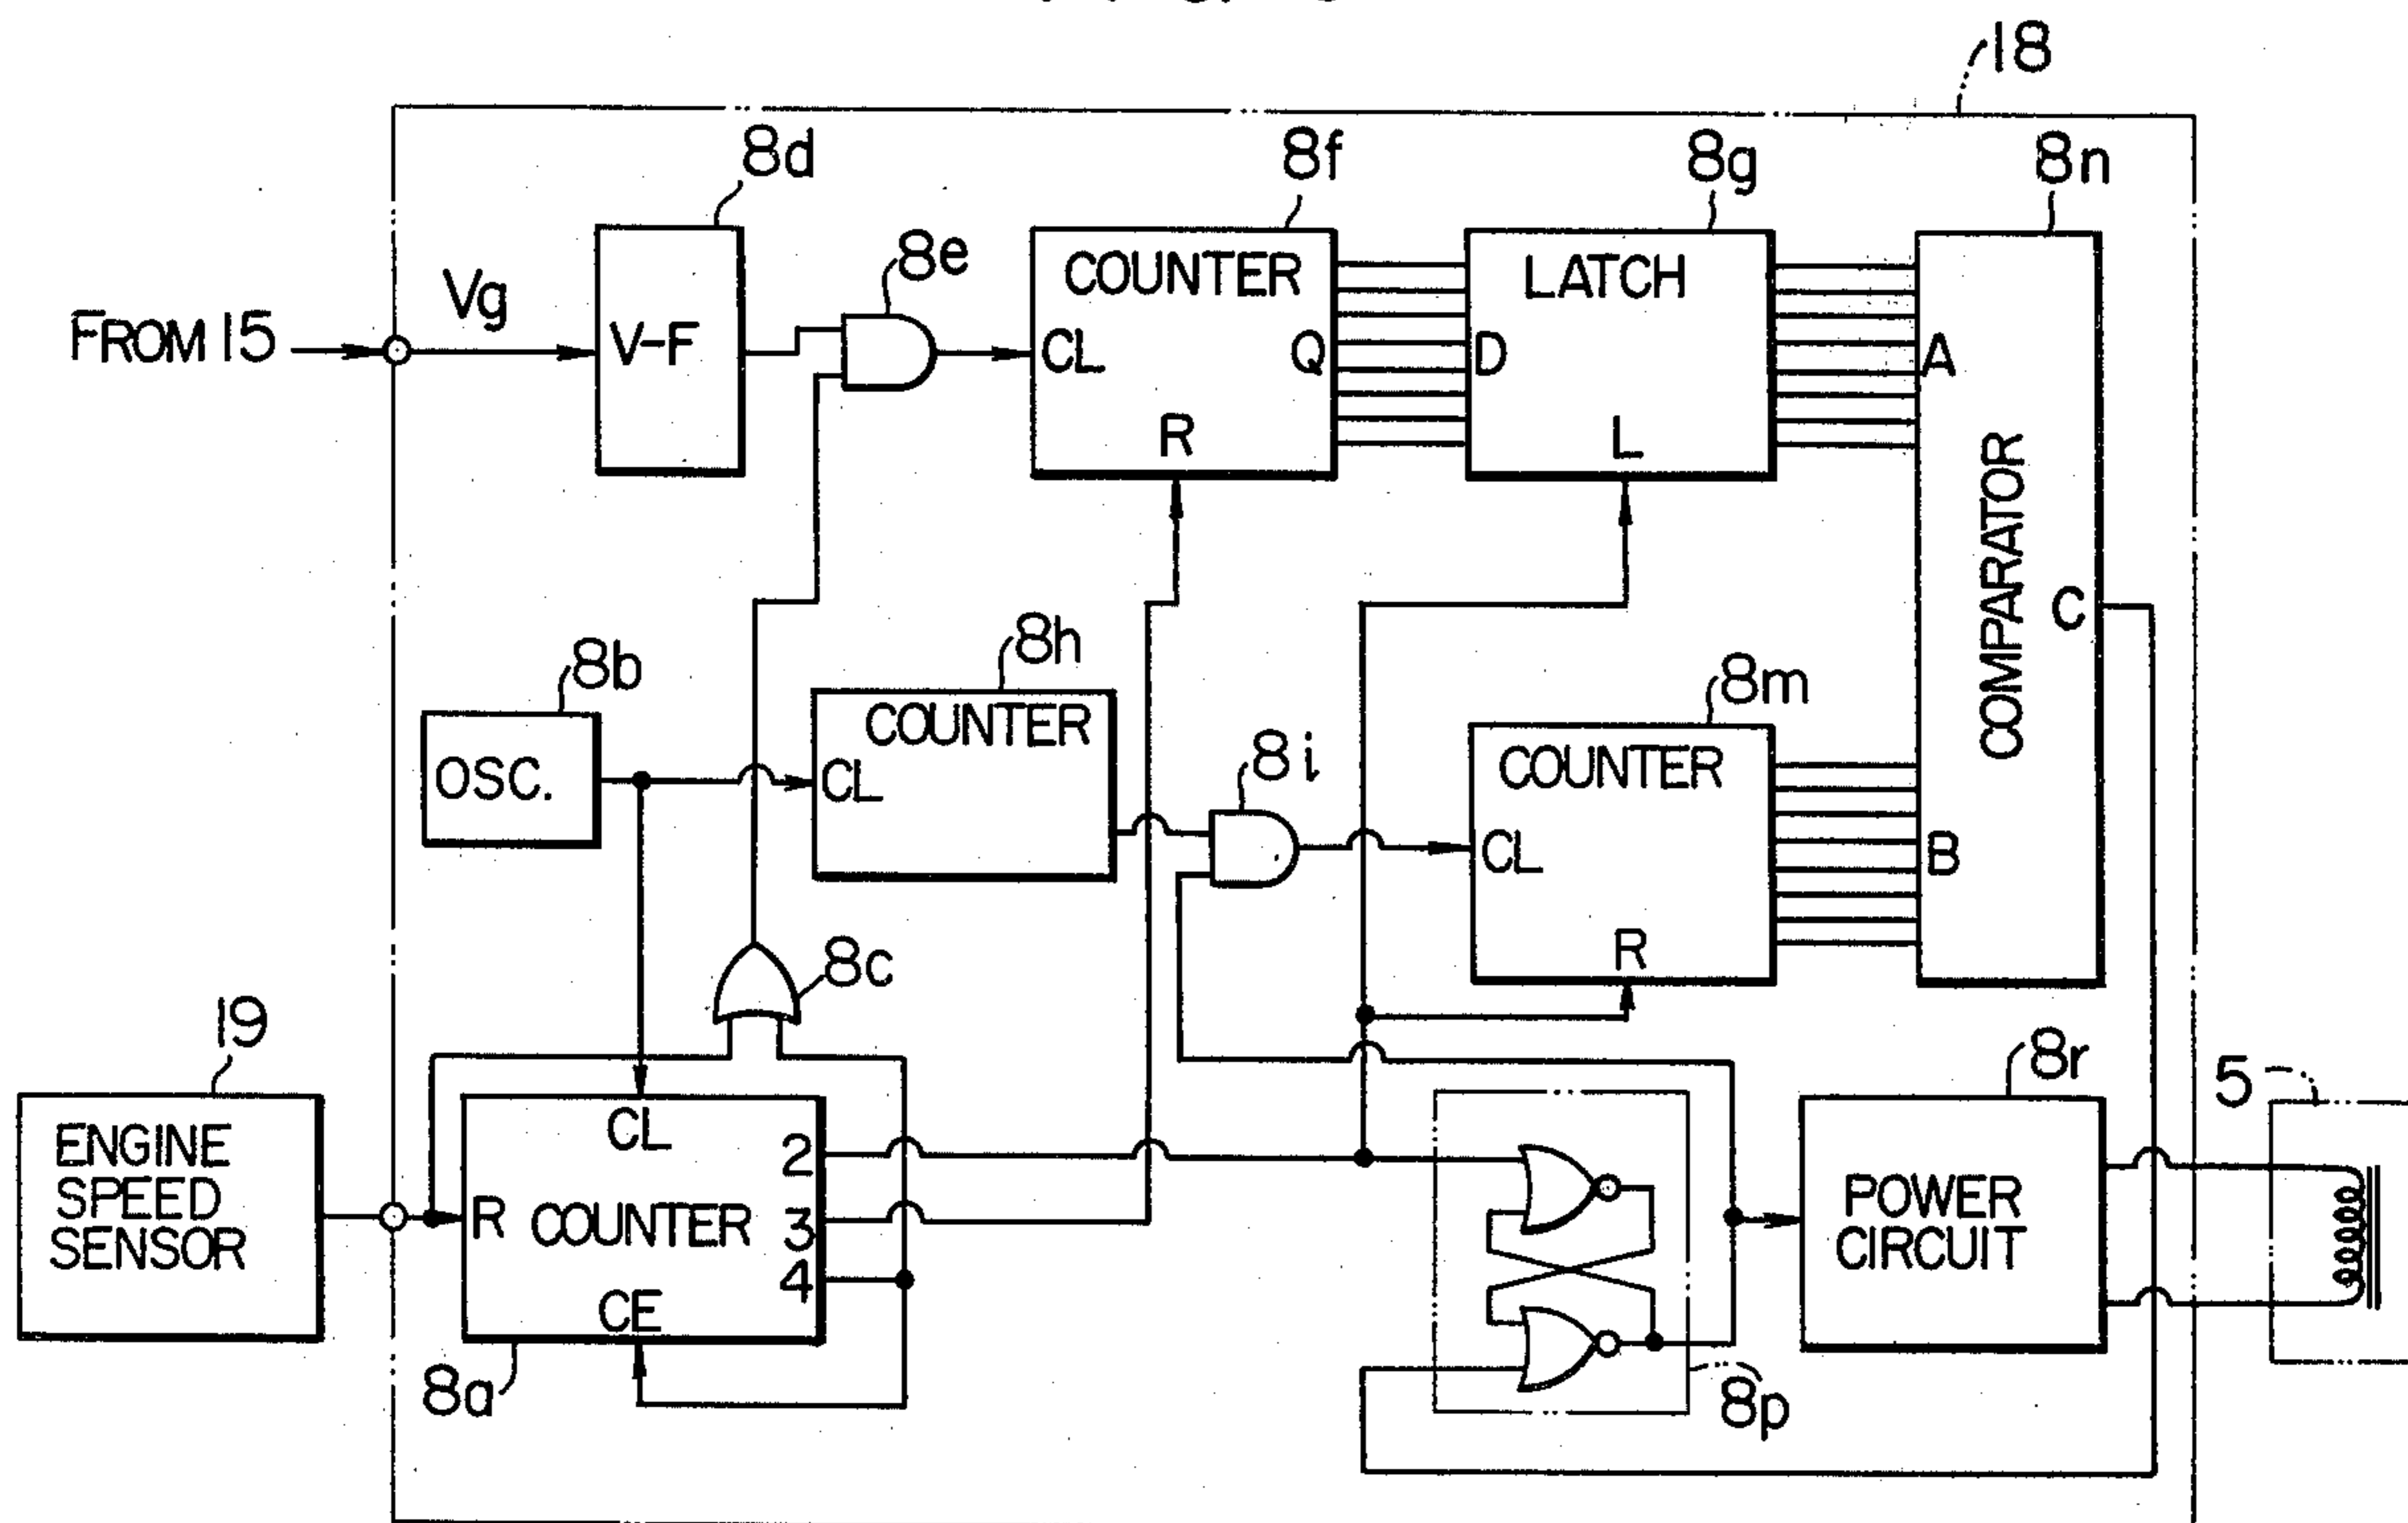 18
8d
8f
8g
8n
8e
Vg
FROM 15
V-F
COUNTER
CL
Q
R
LATCH
D
L
A
COMPARATOR
C
B
8b
OSC.
8h
COUNTER
CL
8i
8m
COUNTER
CL
R
8c
19
ENGINE
SPEED
SENSOR
CL
R
COUNTER
2
3
4
CE
8a
8p
8r
POWER
CIRCUIT
5